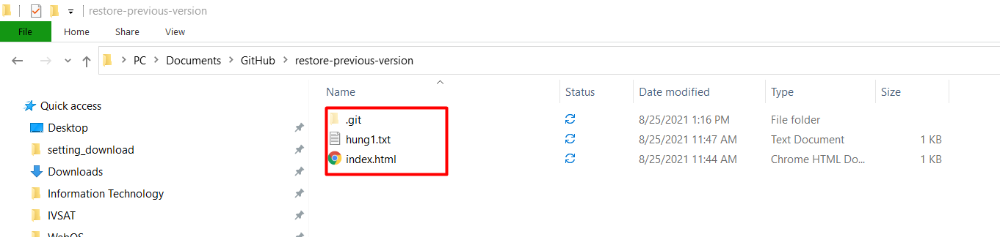 restore-previous-version
File Home Share View
PC Documents GitHub restore-previous-version
Name Status Date modified Type Size
Quick access
Desktop
setting_download
Downloads
Information Technology
IVSAT
WebOS
.git 8/25/2021 1:16 PM File folder
hung1.txt 8/25/2021 11:47 AM Text Document 1 KB
index.html 8/25/2021 11:44 AM Chrome HTML Do... 1 KB